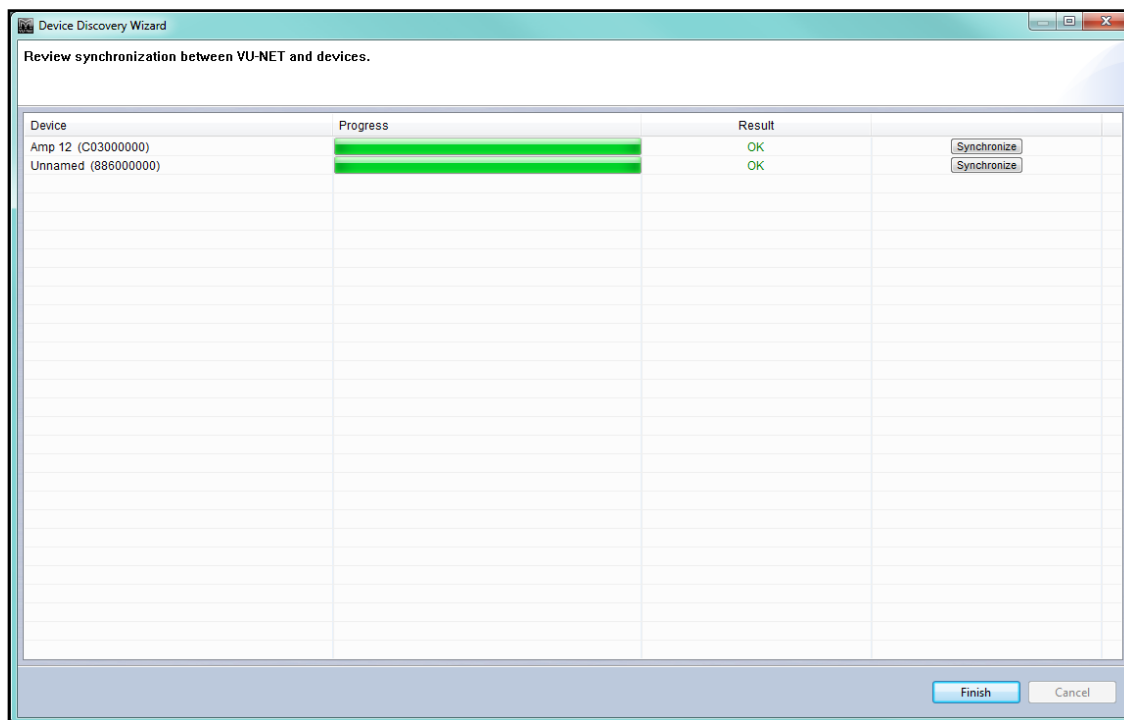 Device Discovery Wizard
Review synchronization between VU-NET and devices.
Device Progress Result
Amp 12 (C03000000) OK Synchronize
Unnamed (886000000) OK Synchronize
Finish Cancel